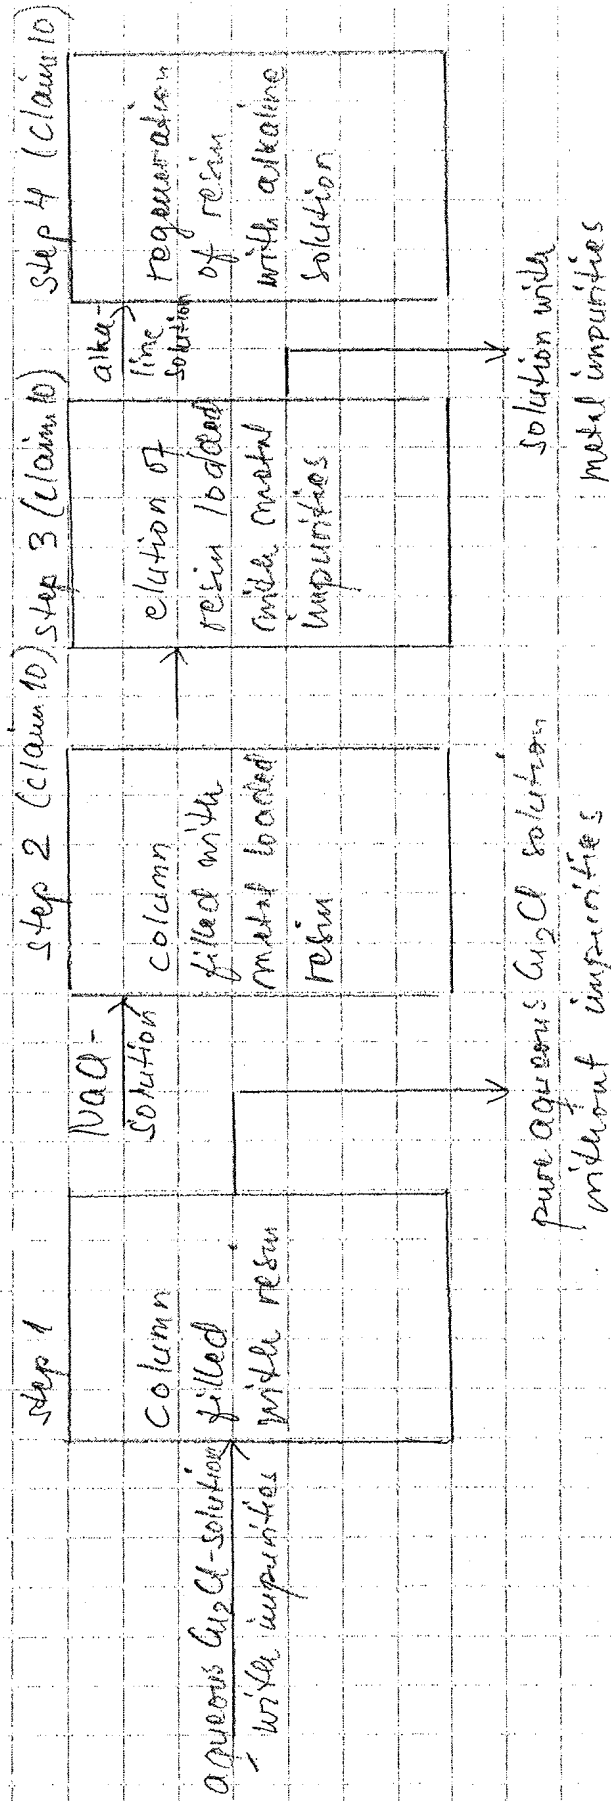 step 1
aqueous Cu2Cl-solution
with impurities
column
filled
with resin
pure aqueous Cu2Cl solution
without impurities
NaCl-
solution
step 2 (claim 10)
column
filled with
metal loaded
resin
step 3 (claim 10)
elution of
resin loaded
with metal
impurities
solution with
metal impurities
alka-
line
solution
step 4 (claim 10)
regeneration
of resin
with alkaline
solution